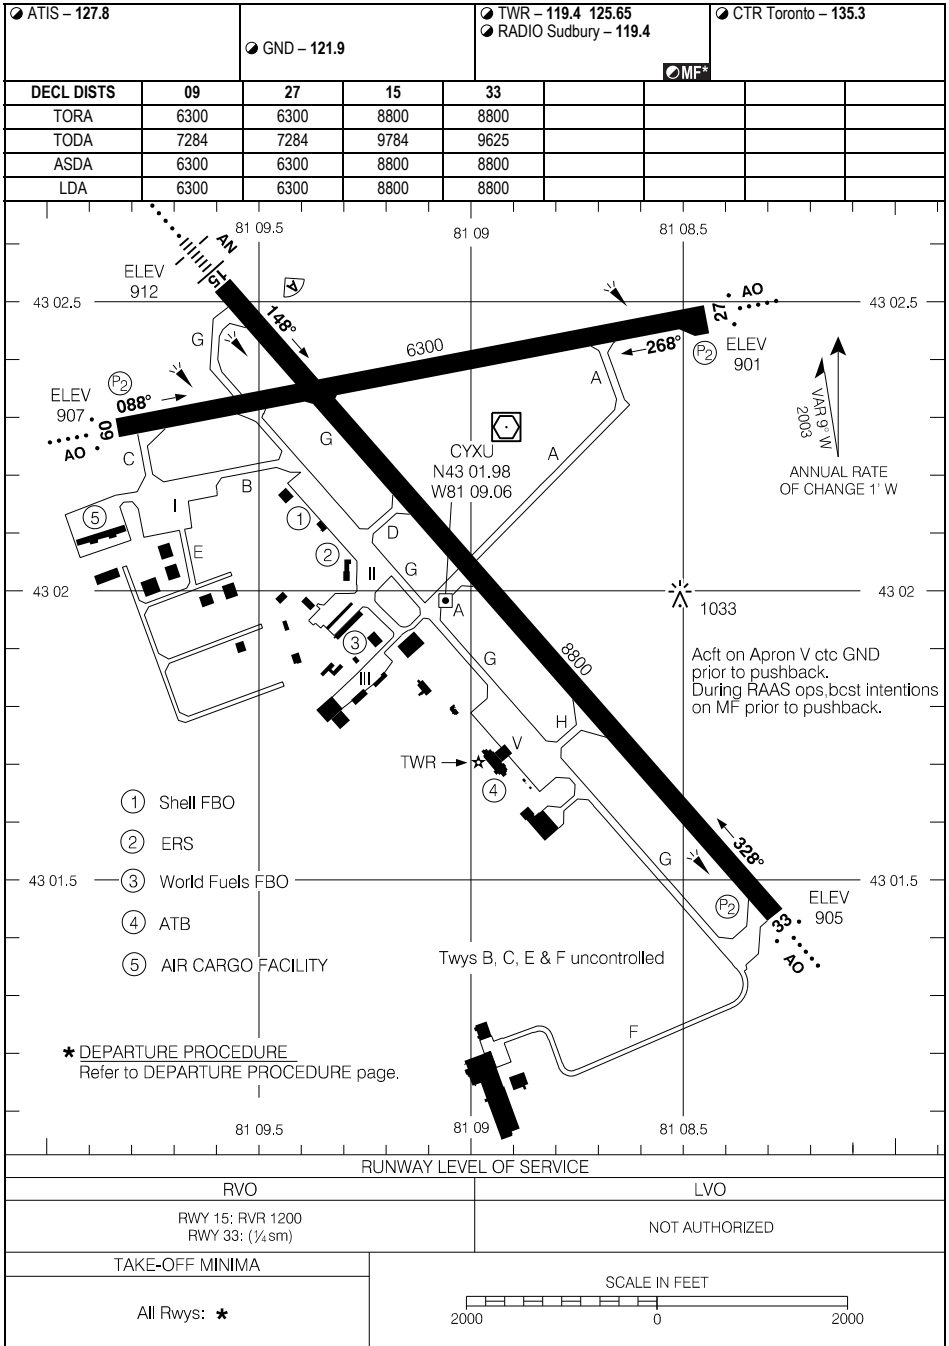 ATIS – 127.8
GND – 121.9
TWR – 119.4 125.65
RADIO Sudbury – 119.4
MF*
CTR Toronto – 135.3
DECL DISTS 09 27 15 33
TORA 6300 6300 8800 8800
TODA 7284 7284 9784 9625
ASDA 6300 6300 8800 8800
LDA 6300 6300 8800 8800
81 09.5 81 09 81 08.5
AN
ELEV
912
15
A
43 02.5 43 02.5
148°
27
AO
G
6300
268°
P2
ELEV
901
A
P2
088°
ELEV
907
09
AO
VAR 9° W
2003
ANNUAL RATE
OF CHANGE 1' W
C
G
CYXU
N43 01.98
W81 09.06
A
B
I
5
1
D
E
2
II
G
43 02 43 02
A
1033
3
III
G
8800
Acft on Apron V ctc GND
prior to pushback.
During RAAS ops,bcst intentions
on MF prior to pushback.
H
V
TWR
4
1 Shell FBO
2 ERS
3 World Fuels FBO
4 ATB
5 AIR CARGO FACILITY
G
328°
43 01.5 43 01.5
P2
ELEV
905
33
AO
Twys B, C, E & F uncontrolled
F
* DEPARTURE PROCEDURE
Refer to DEPARTURE PROCEDURE page.
81 09.5 81 09 81 08.5
RUNWAY LEVEL OF SERVICE
RVO LVO
RWY 15: RVR 1200
RWY 33: (¼sm)
NOT AUTHORIZED
TAKE-OFF MINIMA
All Rwys: *
SCALE IN FEET
2000 0 2000